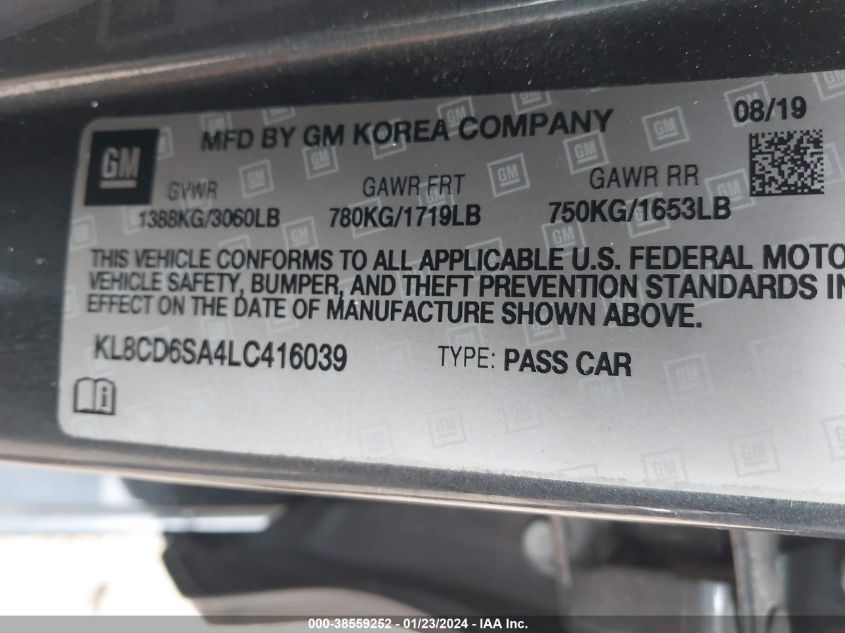 GM
MFD BY GM KOREA COMPANY
08/19
GVWR
GAWR FRT
GAWR RR
1388KG/3060LB
780KG/1719LB
750KG/1653LB
THIS VEHICLE CONFORMS TO ALL APPLICABLE U.S. FEDERAL MOTO
VEHICLE SAFETY, BUMPER, AND THEFT PREVENTION STANDARDS IN
EFFECT ON THE DATE OF MANUFACTURE SHOWN ABOVE.
KL8CD6SA4LC416039
TYPE: PASS CAR
000-38559252 - 01/23/2024 - IAA Inc.